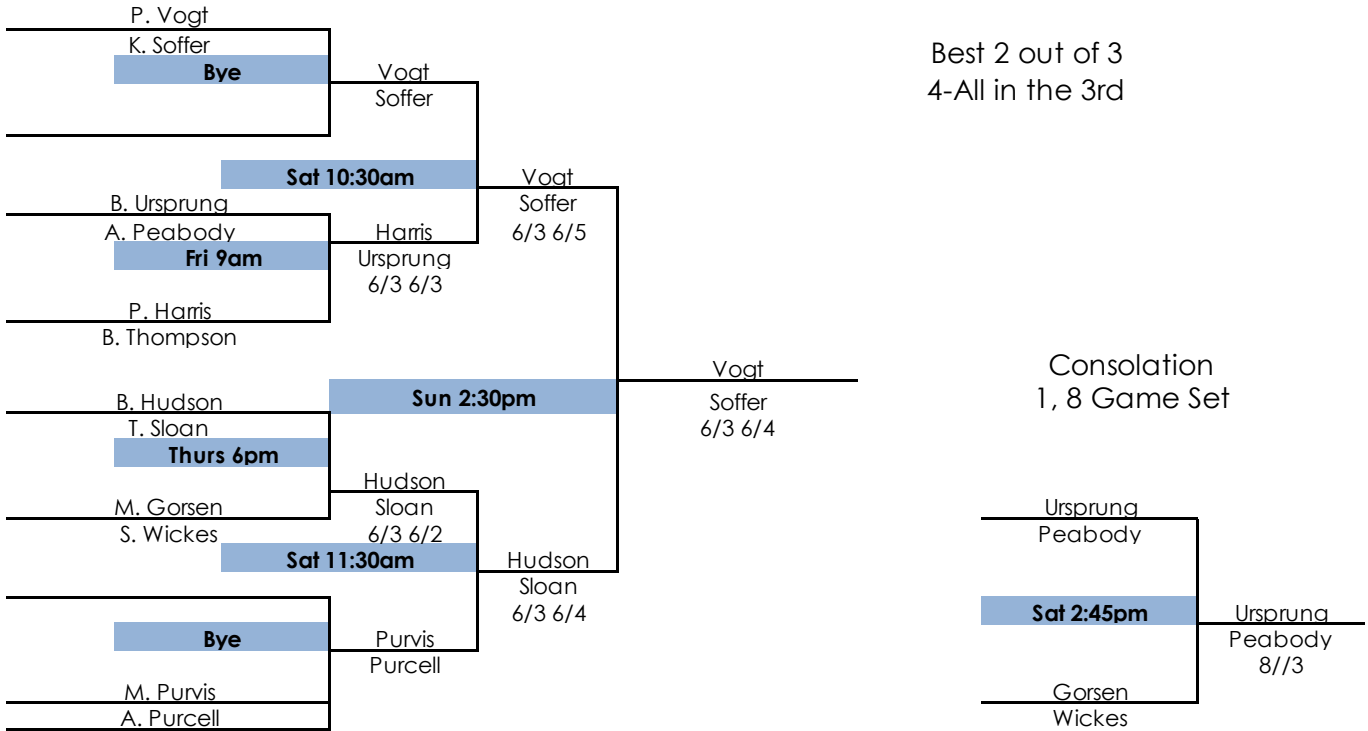 P. Vogt
K. Soffer
Bye
Vogt
Soffer
Best 2 out of 3
4-All in the 3rd
Sat 10:30am
Vogt
Soffer
6/3 6/5
B. Ursprung
A. Peabody
Fri 9am
Harris
Ursprung
6/3 6/3
P. Harris
B. Thompson
Sun 2:30pm
Vogt
Soffer
6/3 6/4
B. Hudson
T. Sloan
Thurs 6pm
Hudson
Sloan
6/3 6/2
M. Gorsen
S. Wickes
Sat 11:30am
Hudson
Sloan
6/3 6/4
Bye
Purvis
Purcell
M. Purvis
A. Purcell
Consolation
1, 8 Game Set
Ursprung
Peabody
Sat 2:45pm
Ursprung
Peabody
8//3
Gorsen
Wickes